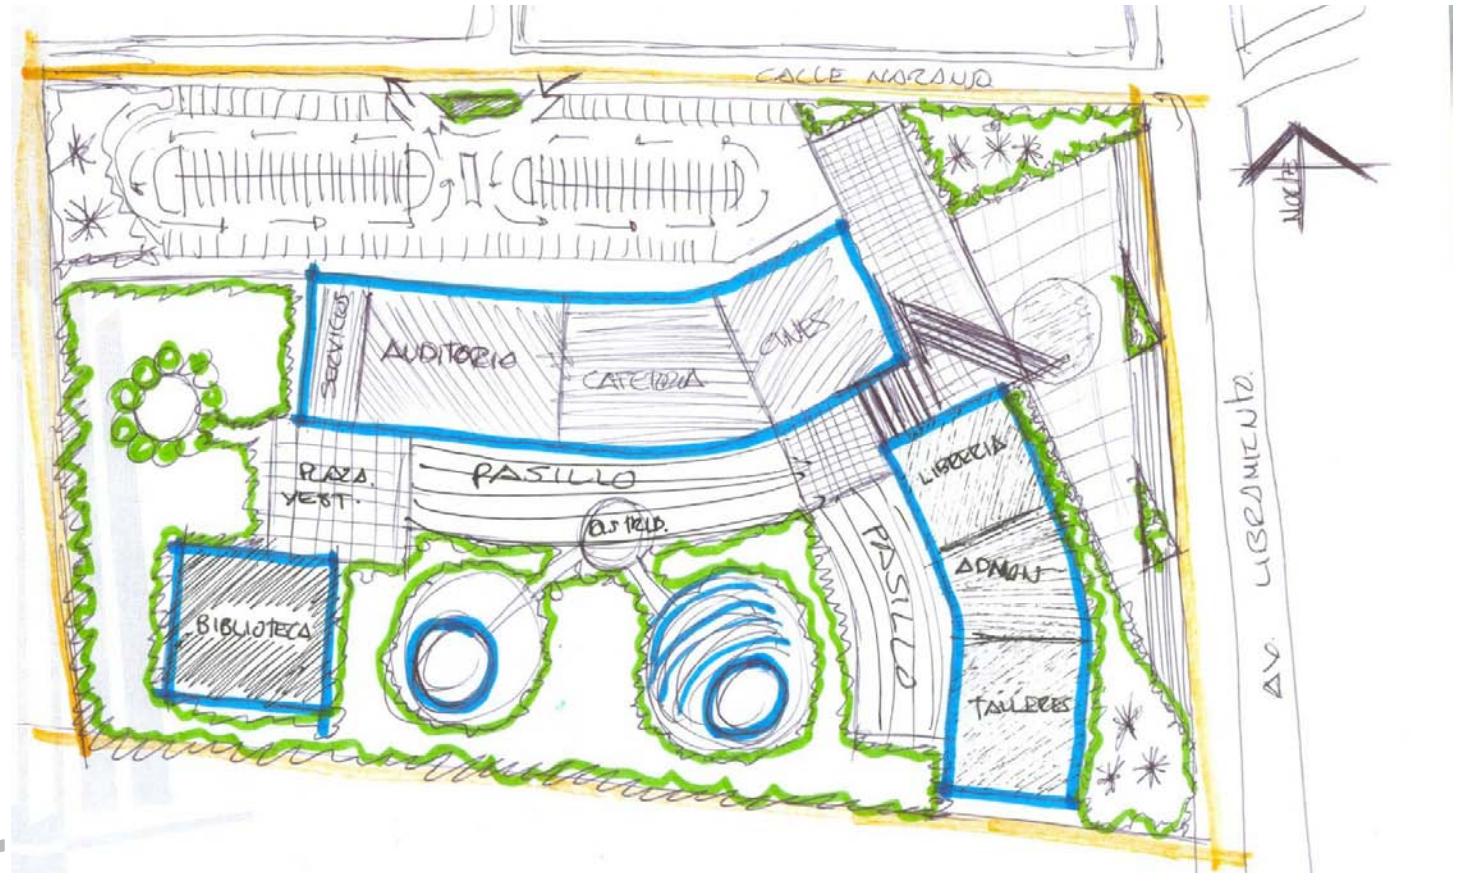 CALLE NARANJO
NORTE
SERVICIOS
AUDITORIO
CAFETERIA
CINES
LIBRERIA
PLAZA.
VEST.
PASILLO
PASILLO
ADMON
BIBLIOTECA
TALLERES
AV. LIBRAMIENTO.